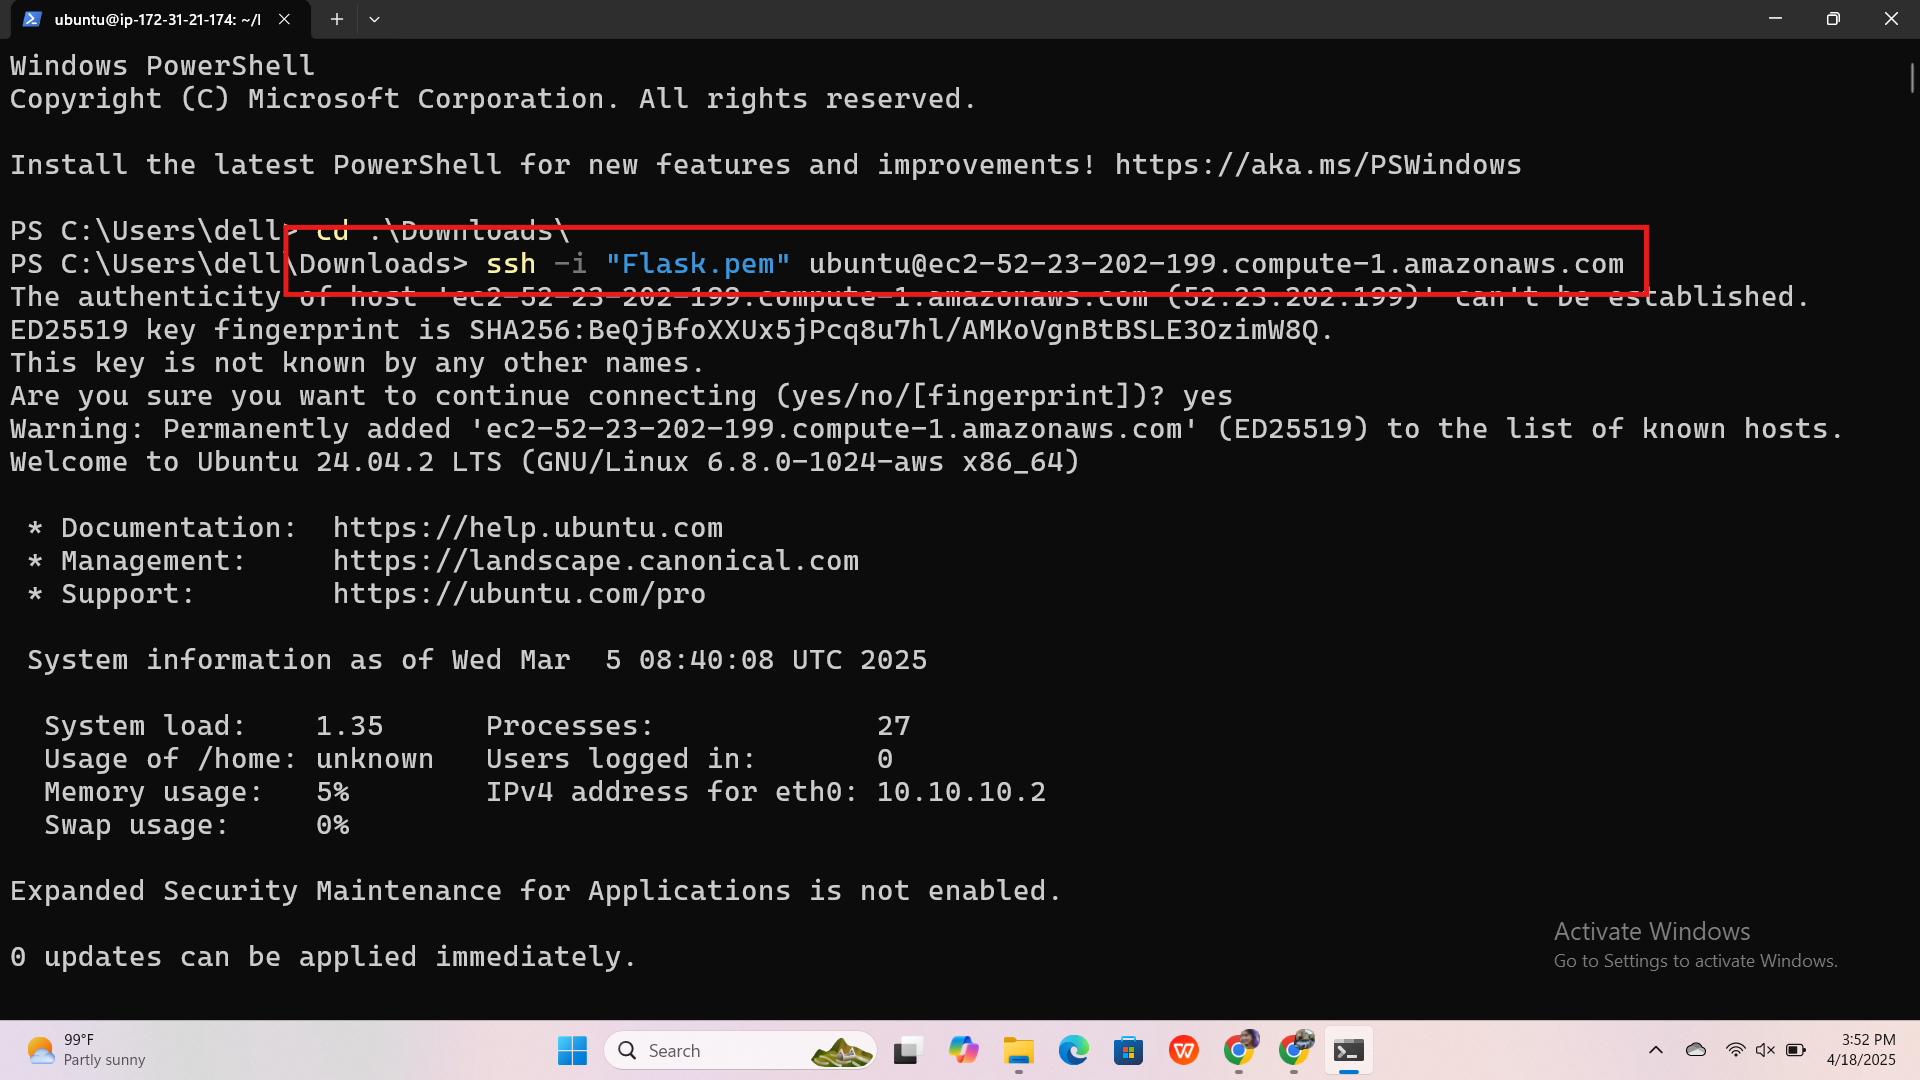 ubuntu@ip-172-31-21-174: ~/l
Windows PowerShell
Copyright (C) Microsoft Corporation. All rights reserved.
Install the latest PowerShell for new features and improvements! https://aka.ms/PSWindows
PS C:\Users\dell> cd .\Downloads\
PS C:\Users\dell\Downloads> ssh -i "Flask.pem" ubuntu@ec2-52-23-202-199.compute-1.amazonaws.com
The authenticity of host 'ec2-52-23-202-199.compute-1.amazonaws.com (52.23.202.199)' can't be established.
ED25519 key fingerprint is SHA256:BeQjBfoXXUx5jPcq8u7hl/AMKoVgnBtBSLE3OzimW8Q.
This key is not known by any other names.
Are you sure you want to continue connecting (yes/no/[fingerprint])? yes
Warning: Permanently added 'ec2-52-23-202-199.compute-1.amazonaws.com' (ED25519) to the list of known hosts.
Welcome to Ubuntu 24.04.2 LTS (GNU/Linux 6.8.0-1024-aws x86_64)
* Documentation:  https://help.ubuntu.com
* Management:     https://landscape.canonical.com
* Support:        https://ubuntu.com/pro
System information as of Wed Mar  5 08:40:08 UTC 2025
System load:    1.35      Processes:             27
Usage of /home: unknown   Users logged in:       0
Memory usage:   5%        IPv4 address for eth0: 10.10.10.2
Swap usage:     0%
Expanded Security Maintenance for Applications is not enabled.
0 updates can be applied immediately.
Activate Windows
Go to Settings to activate Windows.
99°F
Partly sunny
Search
3:52 PM
4/18/2025